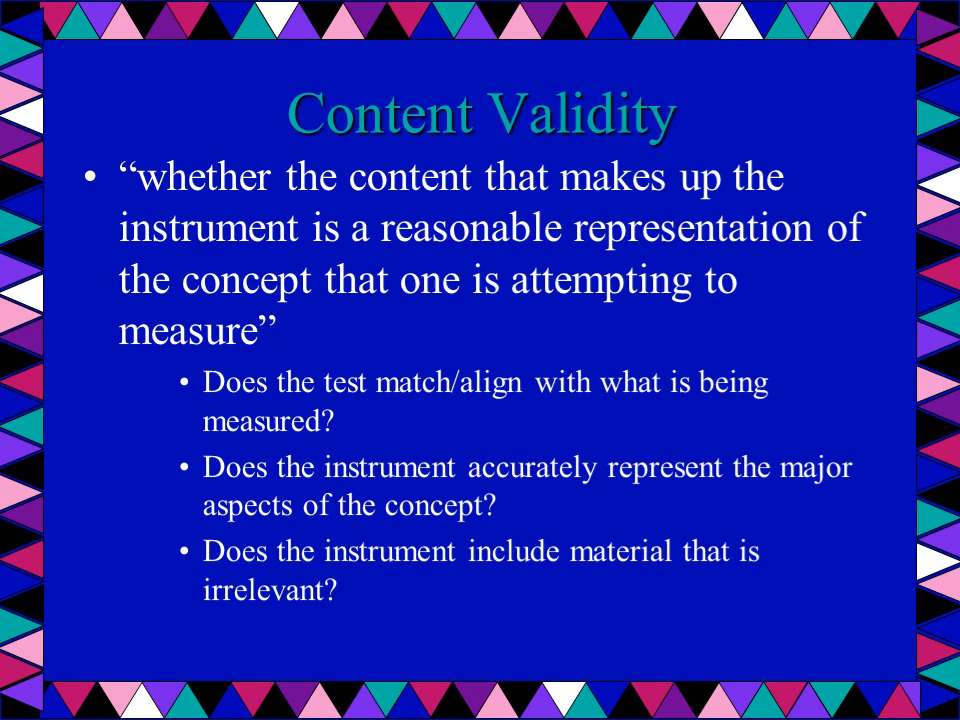 Content Validity
• “whether the content that makes up the
instrument is a reasonable representation of
the concept that one is attempting to
measure”
• Does the test match/align with what is being
measured?
• Does the instrument accurately represent the major
aspects of the concept?
• Does the instrument include material that is
irrelevant?